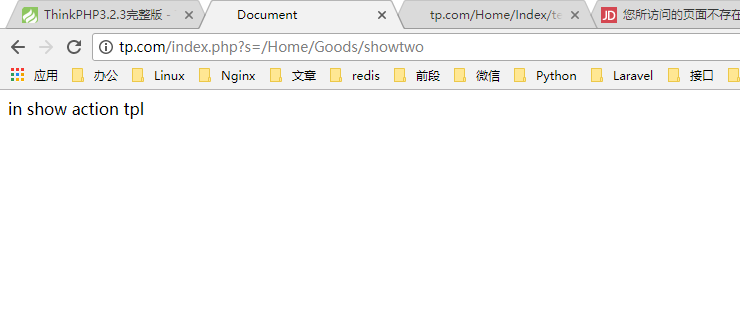 ThinkPHP3.2.3完整版 - Document tp.com/Home/Index/te 您所访问的页面不存在
tp.com/index.php?s=/Home/Goods/showtwo
应用 办公 Linux Nginx 文章 redis 前段 微信 Python Laravel 接口
in show action tpl